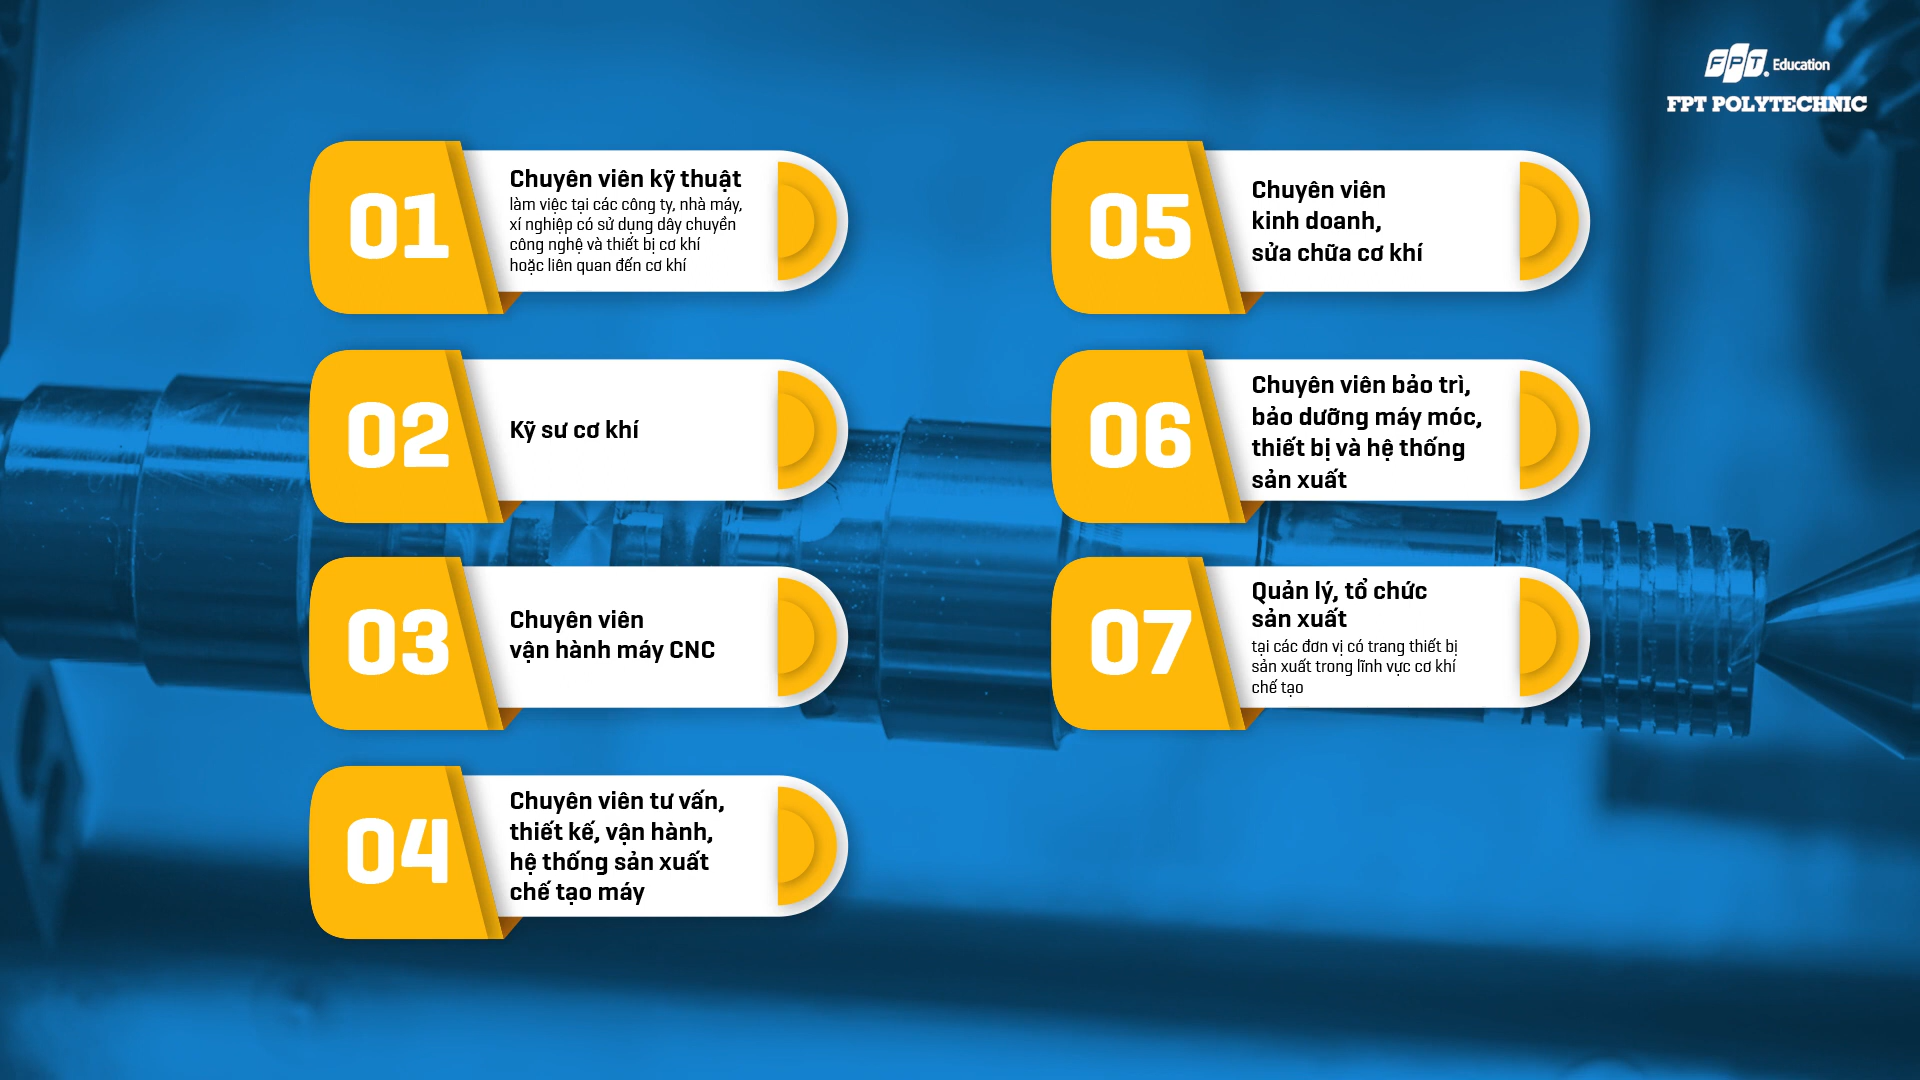 FPT Education
FPT POLYTECHNIC
01
Chuyên viên kỹ thuật
làm việc tại các công ty, nhà máy,
xí nghiệp có sử dụng dây chuyền
công nghệ và thiết bị cơ khí
hoặc liên quan đến cơ khí
02
Kỹ sư cơ khí
03
Chuyên viên
vận hành máy CNC
04
Chuyên viên tư vấn,
thiết kế, vận hành,
hệ thống sản xuất
chế tạo máy
05
Chuyên viên
kinh doanh,
sửa chữa cơ khí
06
Chuyên viên bảo trì,
bảo dưỡng máy móc,
thiết bị và hệ thống
sản xuất
07
Quản lý, tổ chức
sản xuất
tại các đơn vị có trang thiết bị
sản xuất trong lĩnh vực cơ khí
chế tạo